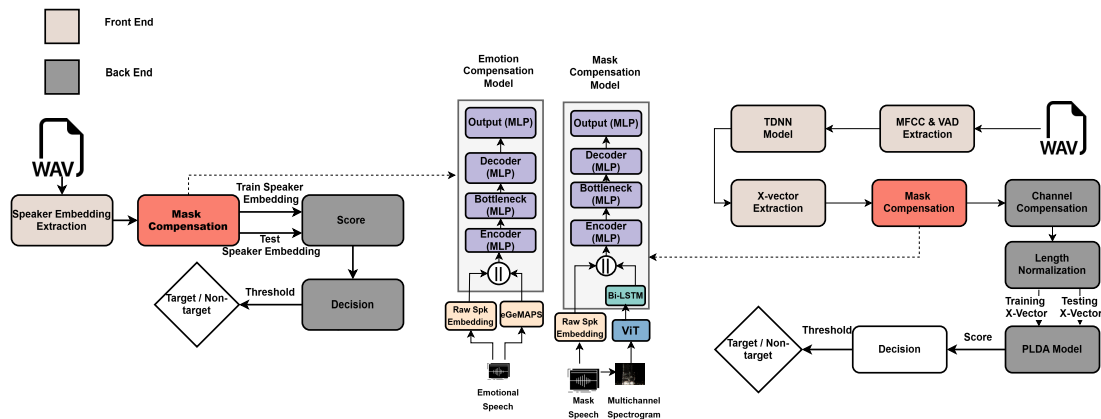 Front End
Back End
WAV
Speaker Embedding
Extraction
Mask
Compensation
Train Speaker
Embedding
Test
Speaker Embedding
Score
Decision
Threshold
Target / Non-
target
Emotion
Compensation
Model
Output (MLP)
Decoder
(MLP)
Bottleneck
(MLP)
Encoder
(MLP)
||
Raw Spk
Embedding
eGeMAPS
Emotional
Speech
Mask
Compensation
Model
Output (MLP)
Decoder
(MLP)
Bottleneck
(MLP)
Encoder
(MLP)
||
Bi-LSTM
Raw Spk
Embedding
ViT
Mask
Speech
Multichannel
Spectrogram
TDNN
Model
MFCC & VAD
Extraction
WAV
X-vector
Extraction
Mask
Compensation
Channel
Compensation
Length
Normalization
Training
X-Vector
Testing
X-Vector
PLDA Model
Score
Decision
Threshold
Target / Non-
target